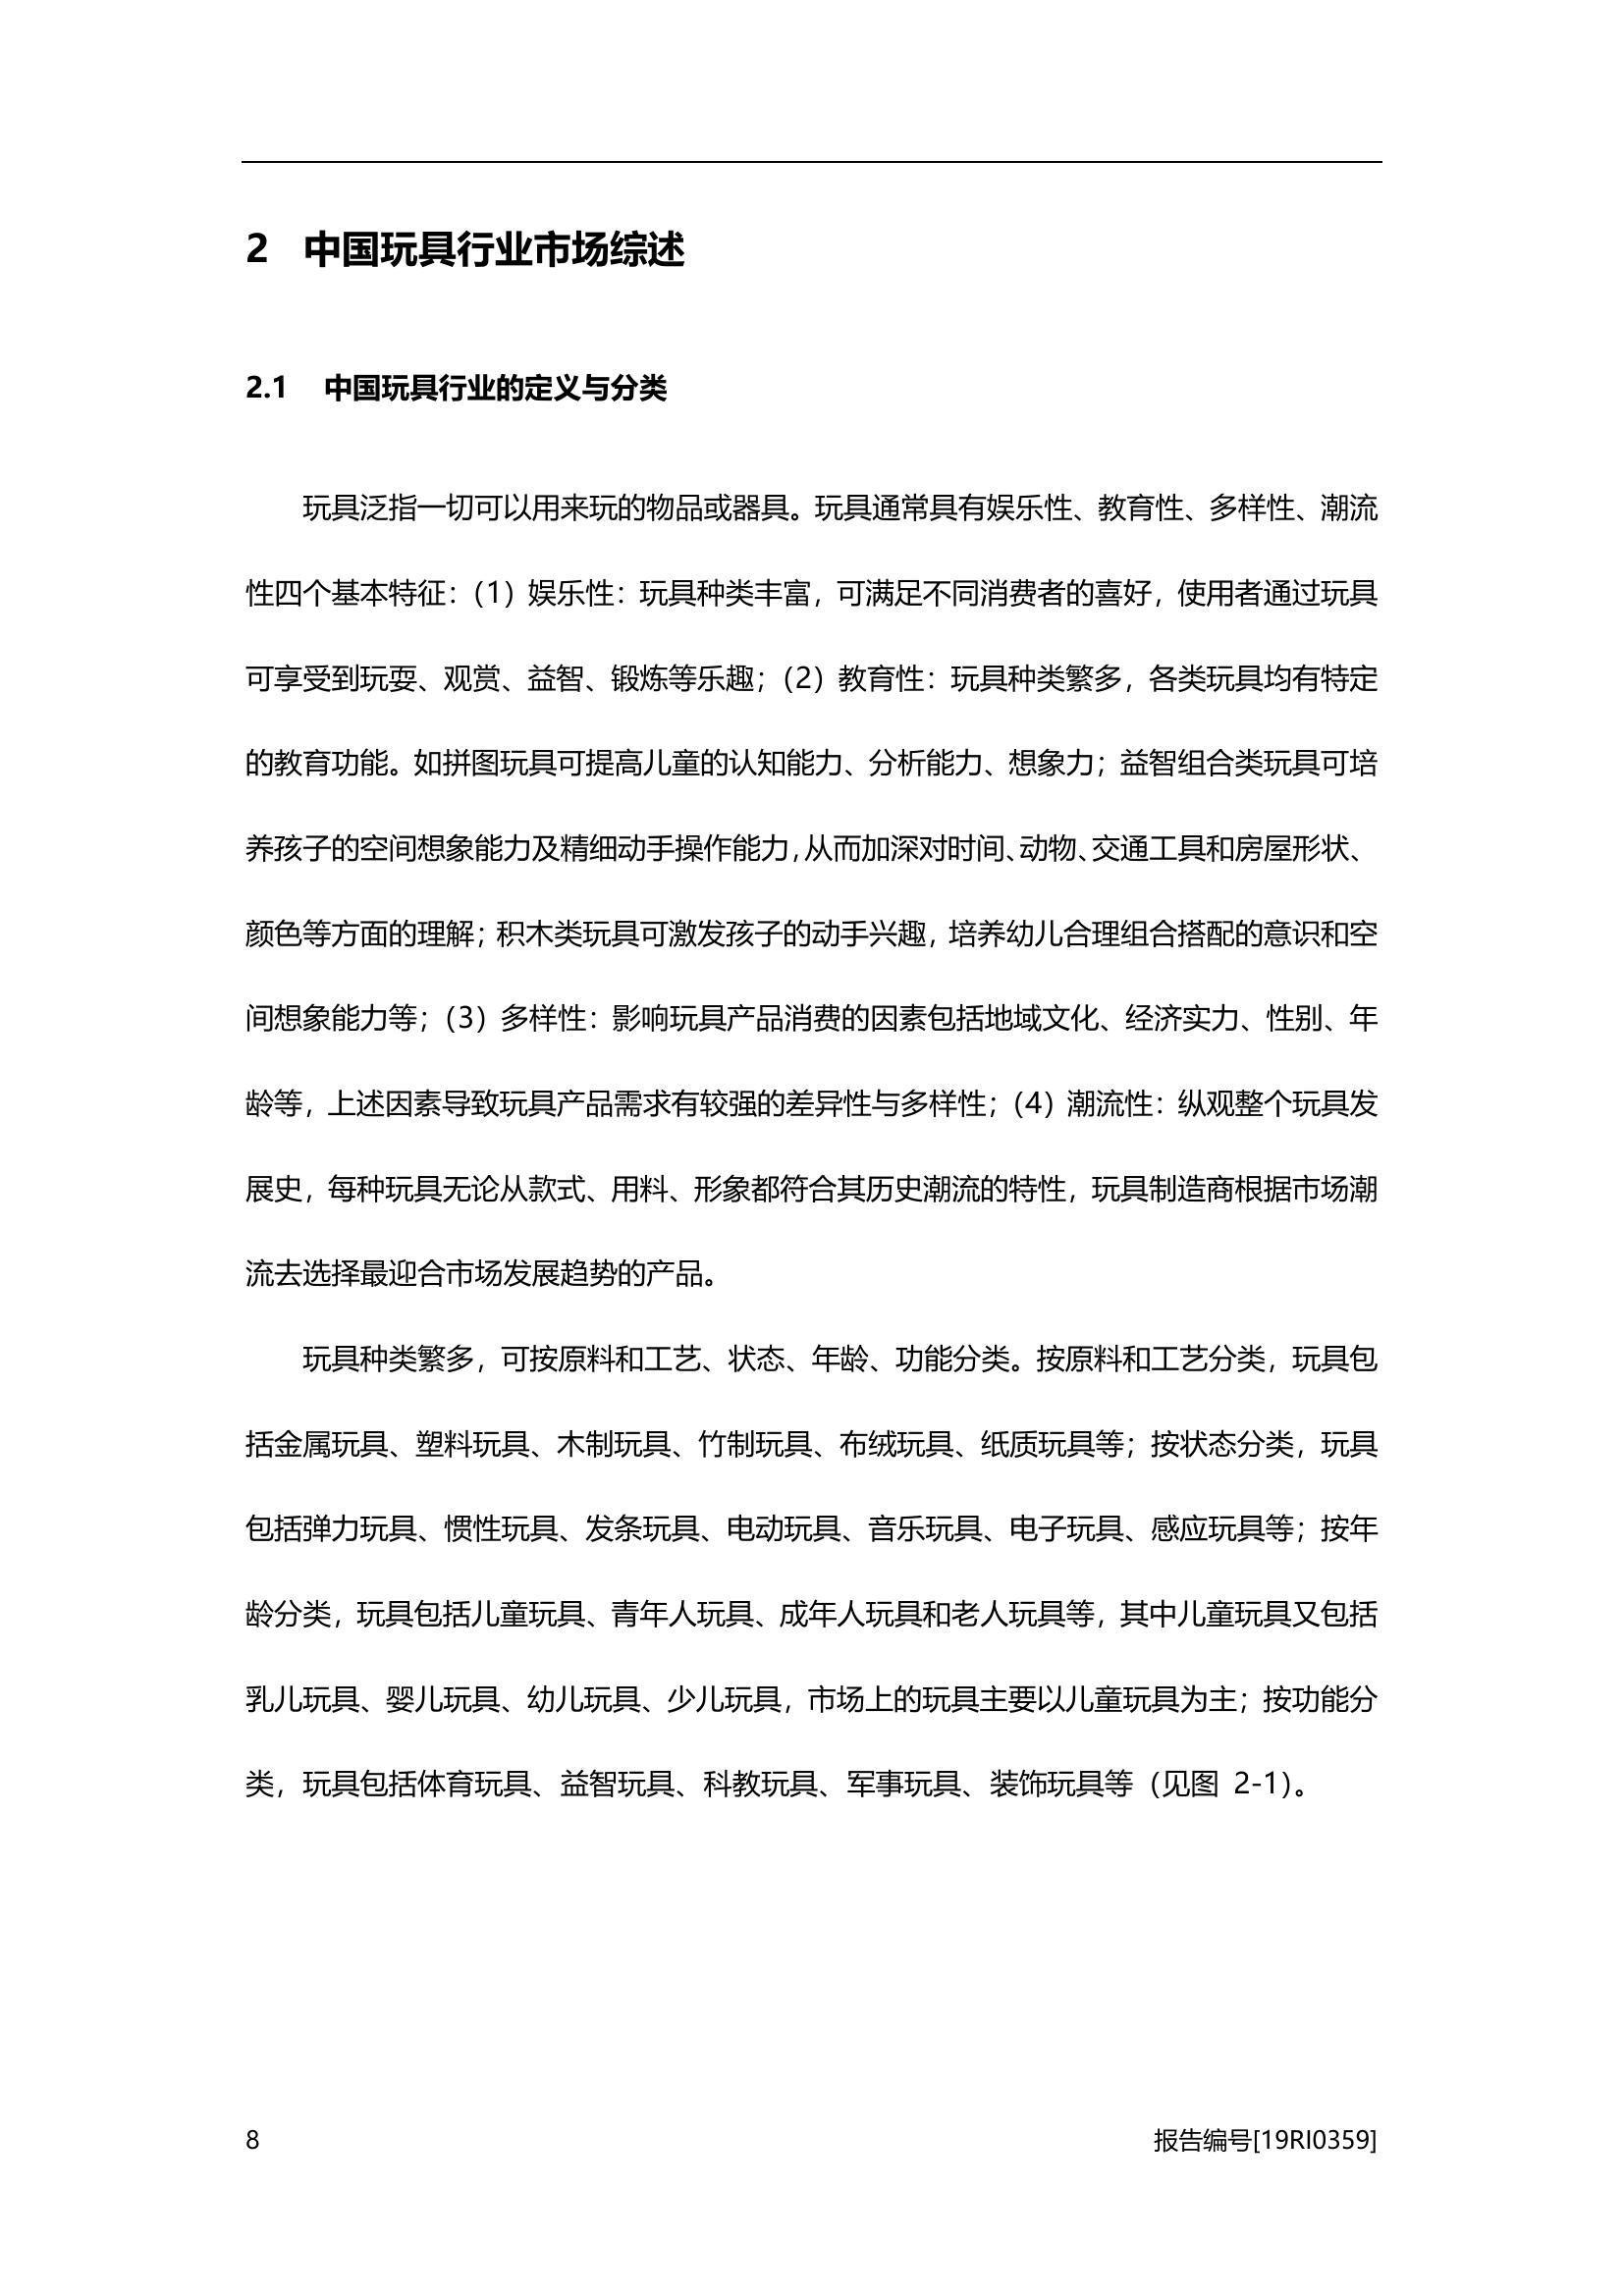 2 中国玩具行业市场综述
2.1 中国玩具行业的定义与分类
玩具泛指一切可以用来玩的物品或器具。玩具通常具有娱乐性、教育性、多样性、潮流
性四个基本特征：（1）娱乐性：玩具种类丰富，可满足不同消费者的喜好，使用者通过玩具
可享受到玩耍、观赏、益智、锻炼等乐趣；（2）教育性：玩具种类繁多，各类玩具均有特定
的教育功能。如拼图玩具可提高儿童的认知能力、分析能力、想象力；益智组合类玩具可培
养孩子的空间想象能力及精细动手操作能力，从而加深对时间、动物、交通工具和房屋形状、
颜色等方面的理解；积木类玩具可激发孩子的动手兴趣，培养幼儿合理组合搭配的意识和空
间想象能力等；（3）多样性：影响玩具产品消费的因素包括地域文化、经济实力、性别、年
龄等，上述因素导致玩具产品需求有较强的差异性与多样性；（4）潮流性：纵观整个玩具发
展史，每种玩具无论从款式、用料、形象都符合其历史潮流的特性，玩具制造商根据市场潮
流去选择最迎合市场发展趋势的产品。
玩具种类繁多，可按原料和工艺、状态、年龄、功能分类。按原料和工艺分类，玩具包
括金属玩具、塑料玩具、木制玩具、竹制玩具、布绒玩具、纸质玩具等；按状态分类，玩具
包括弹力玩具、惯性玩具、发条玩具、电动玩具、音乐玩具、电子玩具、感应玩具等；按年
龄分类，玩具包括儿童玩具、青年人玩具、成年人玩具和老人玩具等，其中儿童玩具又包括
乳儿玩具、婴儿玩具、幼儿玩具、少儿玩具，市场上的玩具主要以儿童玩具为主；按功能分
类，玩具包括体育玩具、益智玩具、科教玩具、军事玩具、装饰玩具等（见图 2-1）。
8 报告编号[19RI0359]